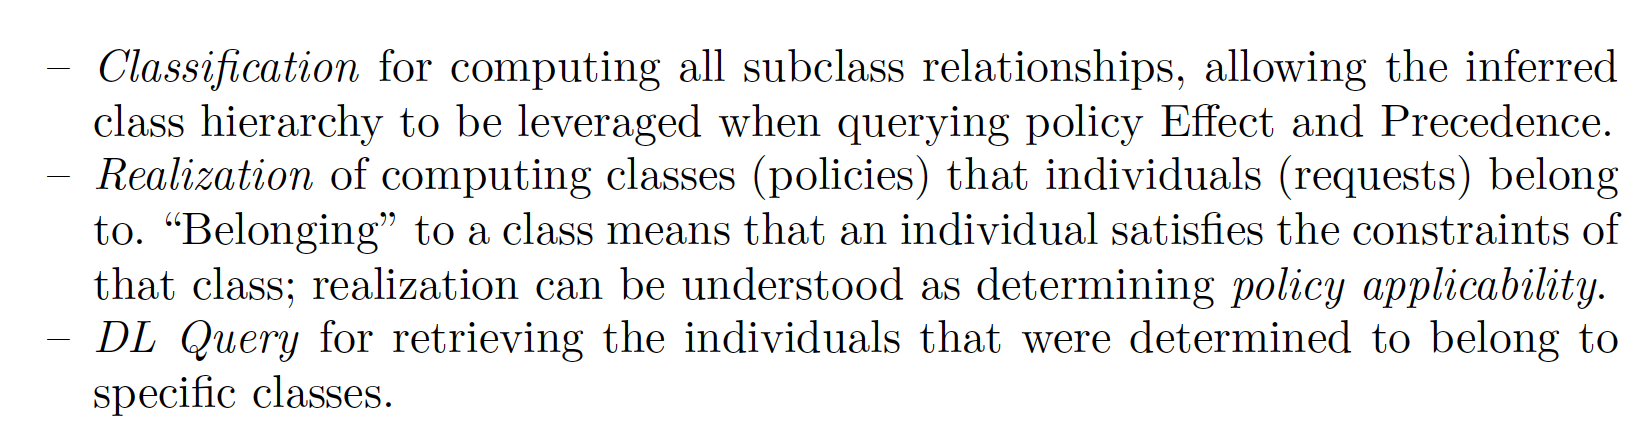 – Classification for computing all subclass relationships, allowing the inferred
class hierarchy to be leveraged when querying policy Effect and Precedence.
– Realization of computing classes (policies) that individuals (requests) belong
to. “Belonging” to a class means that an individual satisfies the constraints of
that class; realization can be understood as determining policy applicability.
– DL Query for retrieving the individuals that were determined to belong to
specific classes.